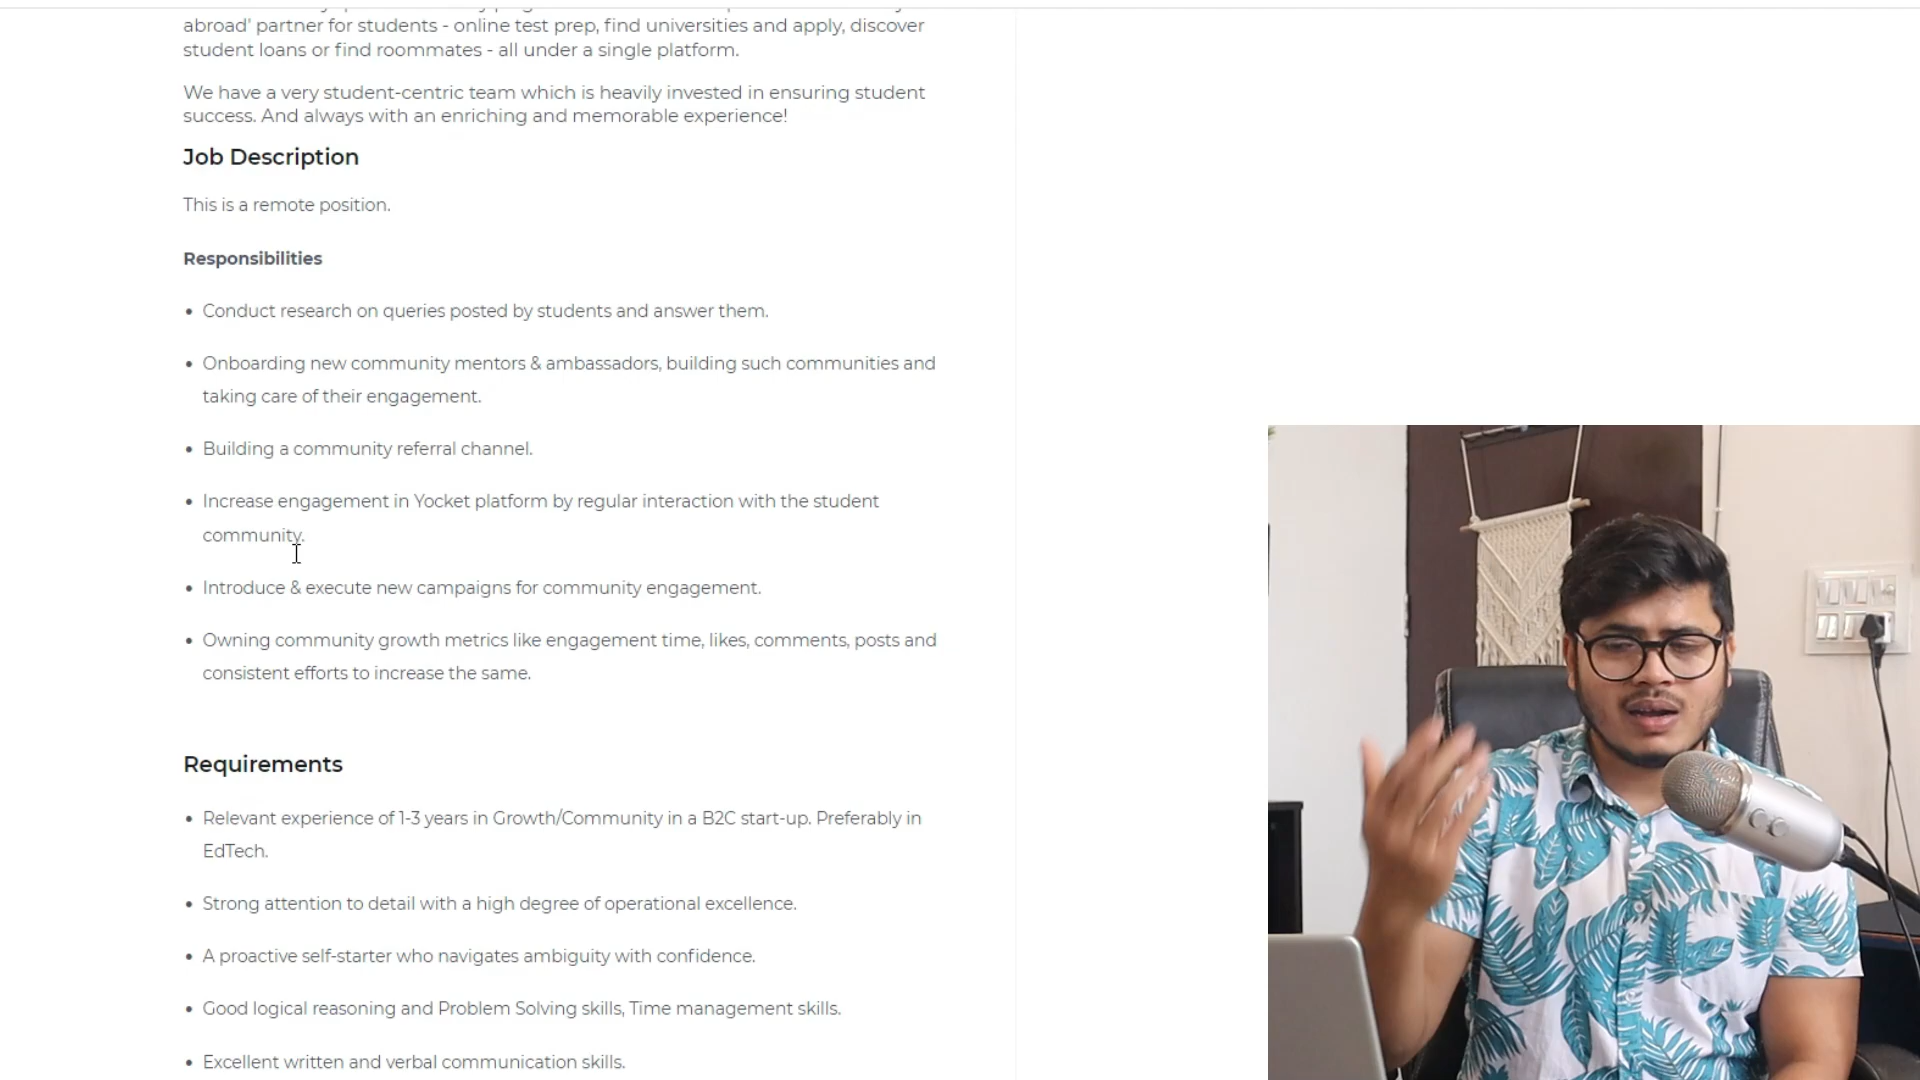 abroad' partner for students - online test prep, find universities and apply, discover
student loans or find roommates - all under a single platform.
We have a very student-centric team which is heavily invested in ensuring student
success. And always with an enriching and memorable experience!
Job Description
This is a remote position.
Responsibilities
• Conduct research on queries posted by students and answer them.
• Onboarding new community mentors & ambassadors, building such communities and
taking care of their engagement.
• Building a community referral channel.
• Increase engagement in Yocket platform by regular interaction with the student
community.
• Introduce & execute new campaigns for community engagement.
• Owning community growth metrics like engagement time, likes, comments, posts and
consistent efforts to increase the same.
Requirements
• Relevant experience of 1-3 years in Growth/Community in a B2C start-up. Preferably in
EdTech.
• Strong attention to detail with a high degree of operational excellence.
• A proactive self-starter who navigates ambiguity with confidence.
• Good logical reasoning and Problem Solving skills, Time management skills.
• Excellent written and verbal communication skills.